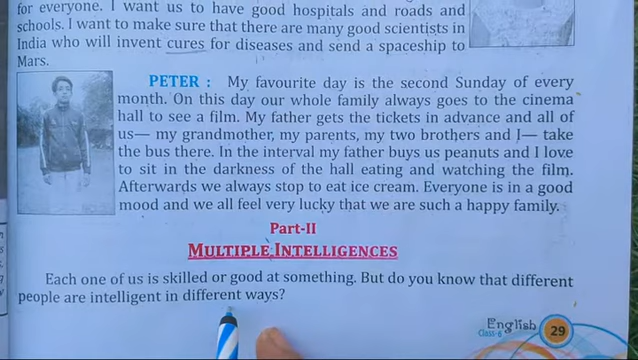 for everyone. I want us to have good hospitals and roads and
schools. I want to make sure that there are many good scientists in
India who will invent cures for diseases and send a spaceship to
Mars.
PETER : My favourite day is the second Sunday of every
month. On this day our whole family always goes to the cinema
hall to see a film. My father gets the tickets in advance and all of
us— my grandmother, my parents, my two brothers and I— take
the bus there. In the interval my father buys us peanuts and I love
to sit in the darkness of the hall eating and watching the film.
Afterwards we always stop to eat ice cream. Everyone is in a good
mood and we all feel very lucky that we are such a happy family.
Part-II
MULTIPLE INTELLIGENCES
Each one of us is skilled or good at something. But do you know that different
people are intelligent in different ways?
English
Class-6
29